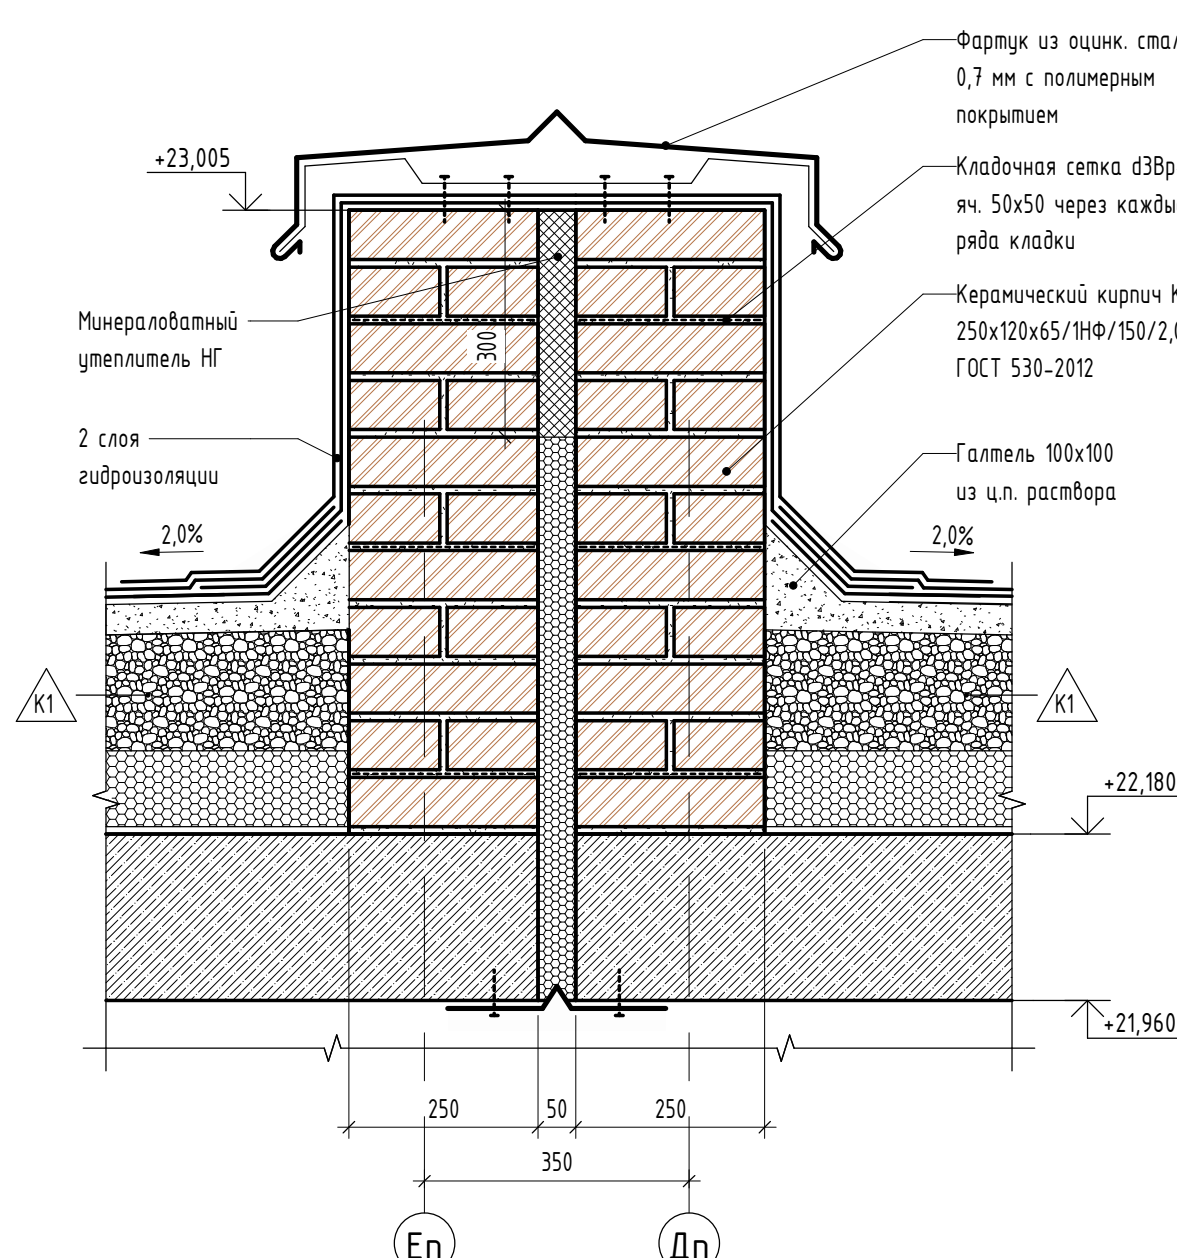 Фартук из оцинк.
0,7 мм с полимерным
покрытием
+23,005
Кладочная сетка d3Вр
яч. 50х50 через
ряда кладки
Керамический кирпич
250х120х65/1НФ/150/2,0
ГОСТ 530-2012
Минераловатный
утеплитель НГ
300
2 слоя
гидроизоляции
Галтель 100х100
из ц.п. раствора
2,0%
2,0%
К1
К1
+22,180
+21,960
250
50
250
350
Еп
Дп